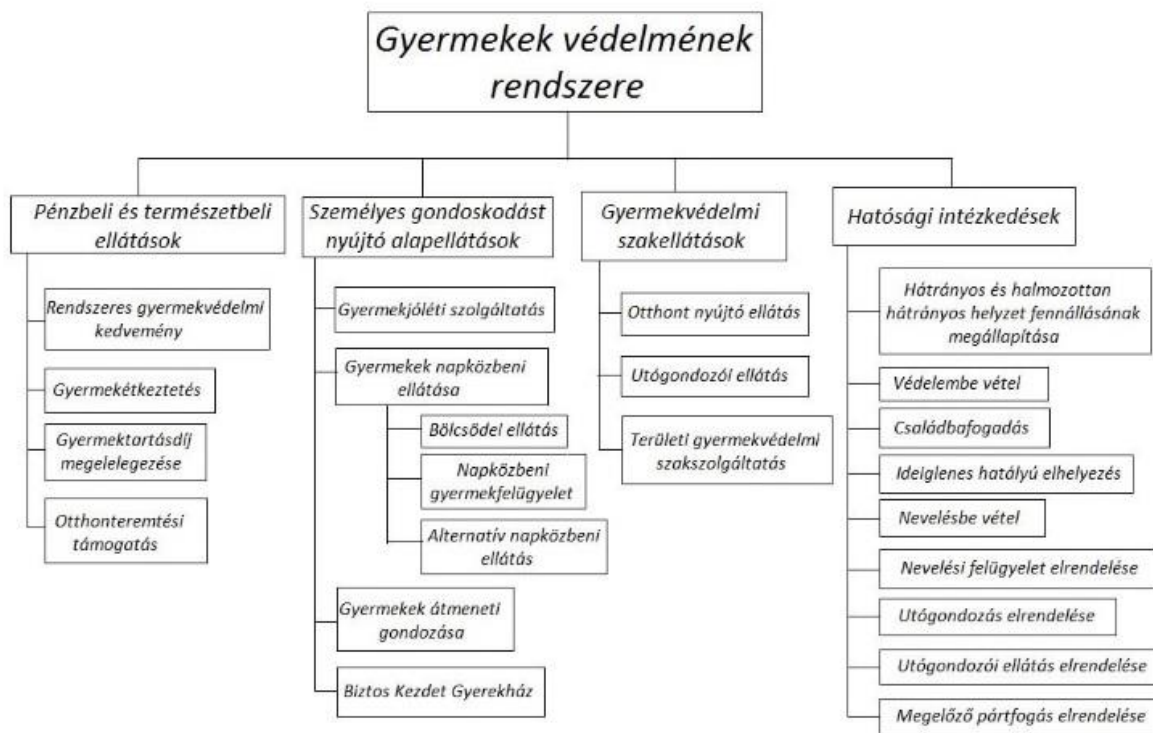 Gyermekek védelmének
rendszere
Pénzbeli és természetbeli
ellátások
Rendszeres gyermekvédelmi
kedvemény
Gyermekétkeztetés
Gyermektartásdíj
megelelegezése
Otthonteremtési
támogatás
Személyes gondoskodást
nyújtó alapellátások
Gyermekjóléti szolgáltatás
Gyermekek napközbeni
ellátása
Bölcsődel ellátás
Napközbeni
gyermekfelügyelet
Alternatív napközbeni
ellátás
Gyermekek átmeneti
gondozása
Biztos Kezdet Gyerekház
Gyermekvédelmi
szakellátások
Otthont nyújtó ellátás
Utógondozói ellátás
Területi gyermekvédelmi
szakszolgáltatás
Hatósági intézkedések
Hátrányos és halmozottan
hátrányos helyzet fennállásának
megállapítása
Védelembe vétel
Családbafogadás
Ideiglenes hatályú elhelyezés
Nevelésbe vétel
Nevelési felügyelet elrendelése
Utógondozás elrendelése
Utógondozói ellátás elrendelése
Megelőző pártfogás elrendelése